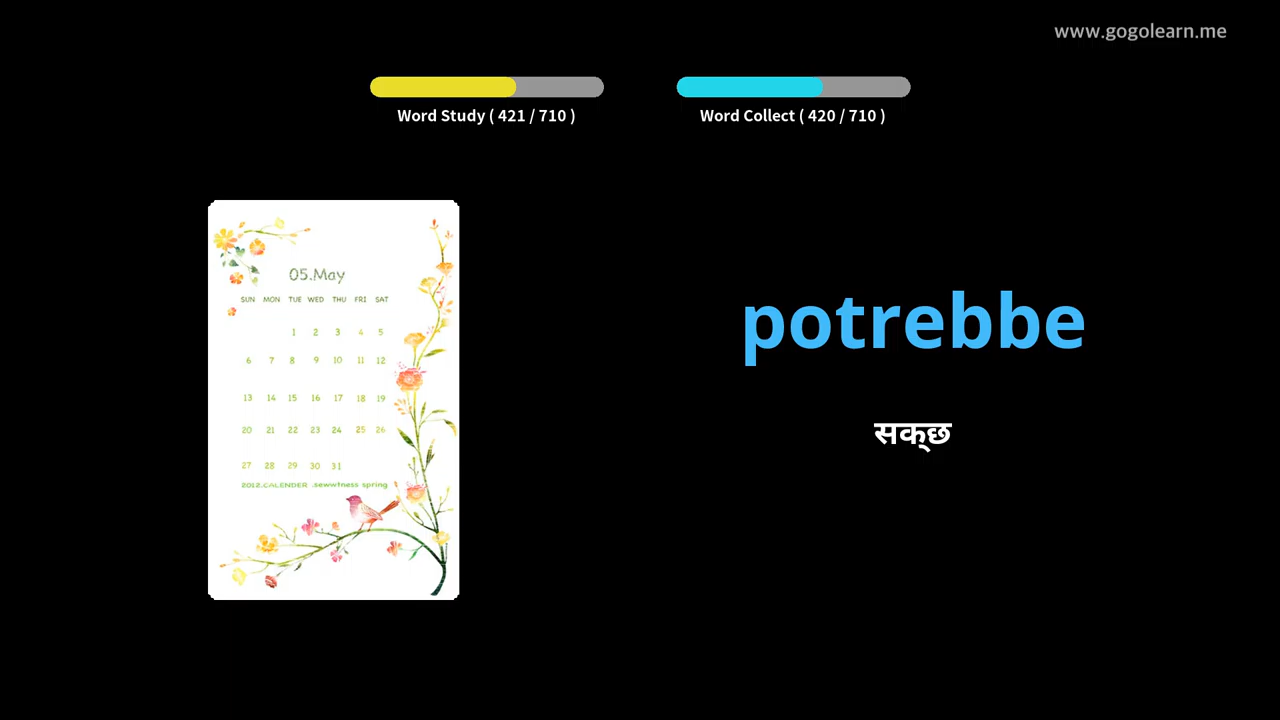 www.gogolearn.me
Word Study ( 421 / 710 )
Word Collect ( 420 / 710 )
05.May
SUN MON TUE WED THU FRI SAT
1 2 3 4 5
6 7 8 9 10 11 12
13 14 15 16 17 18 19
20 21 22 23 24 25 26
27 28 29 30 31
2012.CALENDER .sewwtness spring
potrebbe
सक्छ